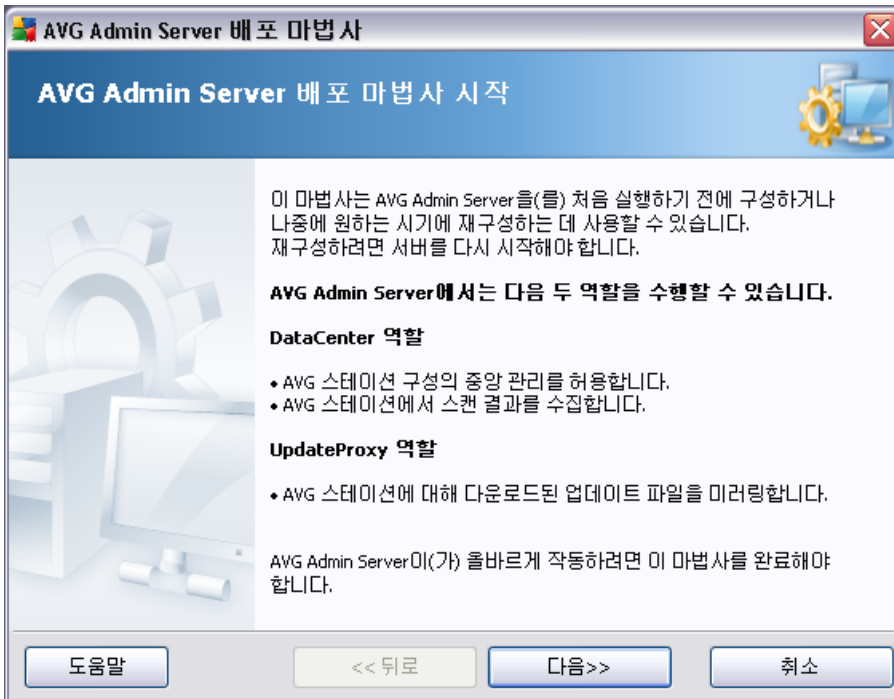 AVG Admin Server 배포 마법사
AVG Admin Server 배포 마법사 시작
이 마법사는 AVG Admin Server을(를) 처음 실행하기 전에 구성하거나
나중에 원하는 시기에 재구성하는 데 사용할 수 있습니다.
재구성하려면 서버를 다시 시작해야 합니다.
AVG Admin Server에서는 다음 두 역할을 수행할 수 있습니다.
DataCenter 역할
• AVG 스테이션 구성의 중앙 관리를 허용합니다.
• AVG 스테이션에서 스캔 결과를 수집합니다.
UpdateProxy 역할
• AVG 스테이션에 대해 다운로드된 업데이트 파일을 미러링합니다.
AVG Admin Server이(가) 올바르게 작동하려면 이 마법사를 완료해야
합니다.
도움말
<< 뒤로
다음>>
취소